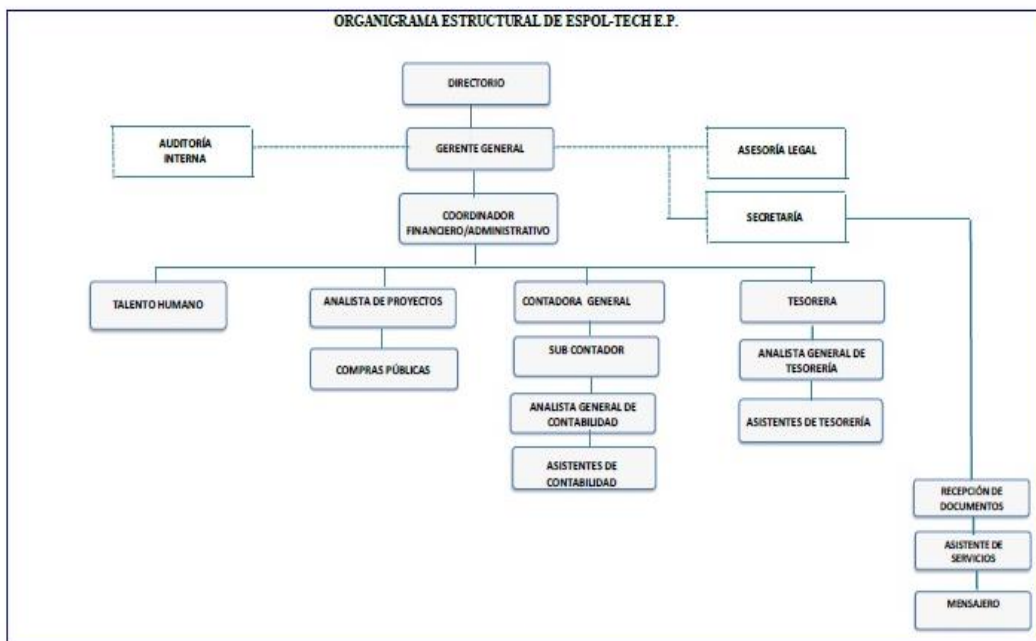 ORGANIGRAMA ESTRUCTURAL DE ESPOL-TECH E.P.
DIRECTORIO
AUDITORÍA
INTERNA
GERENTE GENERAL
ASESORÍA LEGAL
COORDINADOR
FINANCIERO/ADMINISTRATIVO
SECRETARÍA
TALENTO HUMANO
ANALISTA DE PROYECTOS
CONTADORA GENERAL
TESORERA
COMPRAS PÚBLICAS
SUB CONTADOR
ANALISTA GENERAL DE
TESORERÍA
ANALISTA GENERAL DE
CONTABILIDAD
ASISTENTES DE TESORERÍA
ASISTENTES DE
CONTABILIDAD
RECEPCIÓN DE
DOCUMENTOS
ASISTENTE DE
SERVICIOS
MENSAJERO